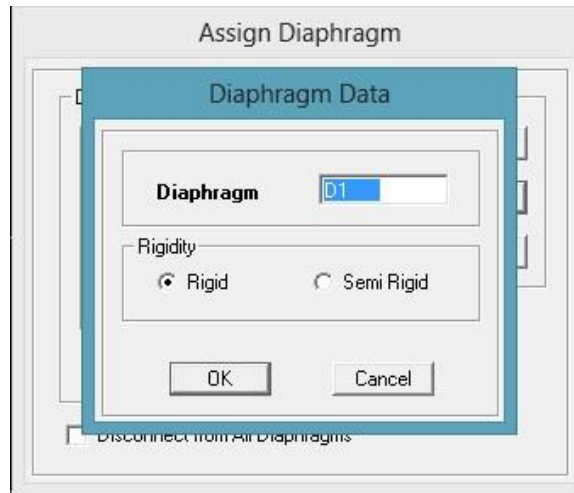 Assign Diaphragm
Diaphragm Data
Diaphragm D1
Rigidity
Rigid Semi Rigid
OK Cancel
Disconnect from All Diaphragms